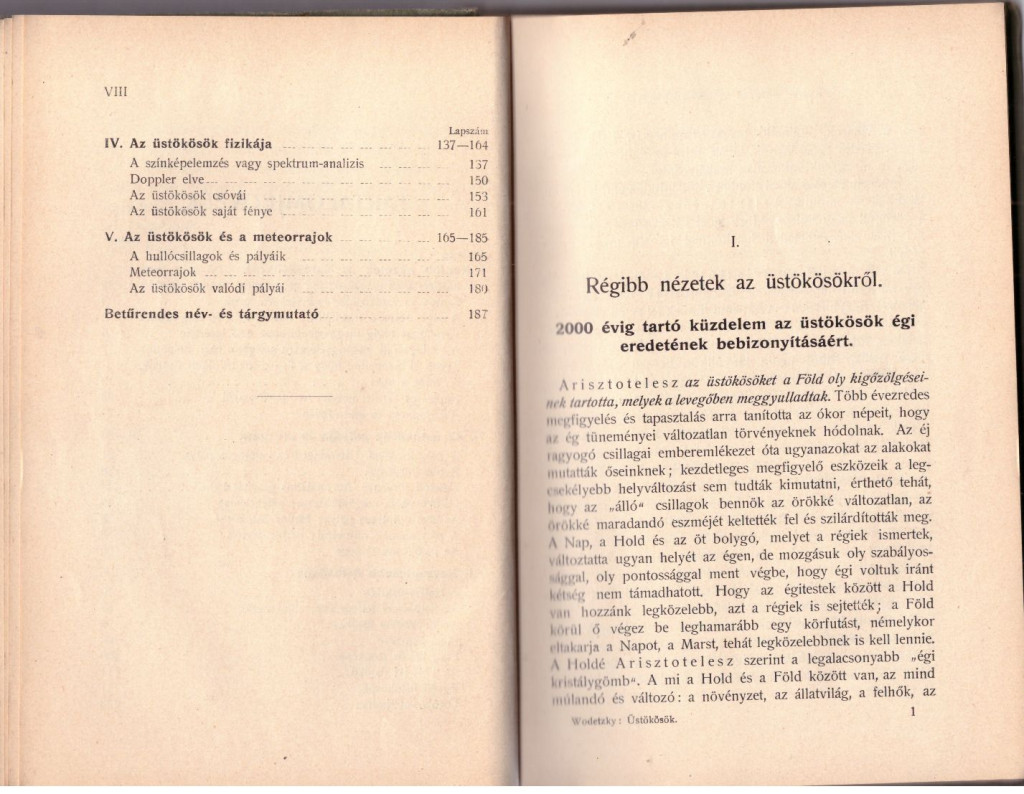 VIII
Lapszám
IV. Az üstökösök fizikája 137—164
A színképelemzés vagy spektrum-analizis 137
Doppler elve 150
Az üstökösök csóvái 153
Az üstökösök saját fénye 161
V. Az üstökösök és a meteorrajok 165—185
A hullócsillagok és pályáik 165
Meteorrajok 171
Az üstökösök valódi pályái 180
Betűrendes név- és tárgymutató 187
I.
Régibb nézetek az üstökösökről.
2000 évig tartó küzdelem az üstökösök égi
eredetének bebizonyításáért.
Arisztotelesz az üstökösöket a Föld oly kigőzölgései-
nek tartotta, melyek a levegőben meggyulladtak. Több évezredes
megfigyelés és tapasztalás arra tanította az ókor népeit, hogy
az ég tüneményei változatlan törvényeknek hódolnak. Az éj
ragyogó csillagai emberemlékezet óta ugyanazokat az alakokat
mutatták őseinknek; kezdetleges megfigyelő eszközeik a leg-
csekélyebb helyváltozást sem tudták kimutatni, érthető tehát,
hogy az „álló" csillagok bennök az örökké változatlan, az
örökké maradandó eszméjét keltették fel és szilárdították meg.
A Nap, a Hold és az öt bolygó, melyet a régiek ismertek,
változtatta ugyan helyét az égen, de mozgásuk oly szabályos-
sággal, oly pontossággal ment végbe, hogy égi voltuk iránt
kétség nem támadhatott. Hogy az égitestek között a Hold
van hozzánk legközelebb, azt a régiek is sejtették; a Föld
körül ő végez be leghamarább egy körfutást, némelykor
eltakarja a Napot, a Marst, tehát legközelebbnek is kell lennie.
A Holdé Arisztotelesz szerint a legalacsonyabb „égi
kristálygömb". A mi a Hold és a Föld között van, az mind
múlandó és változó: a növényzet, az állatvilág, a felhők, az
Wodetzky: Üstökösök. 1